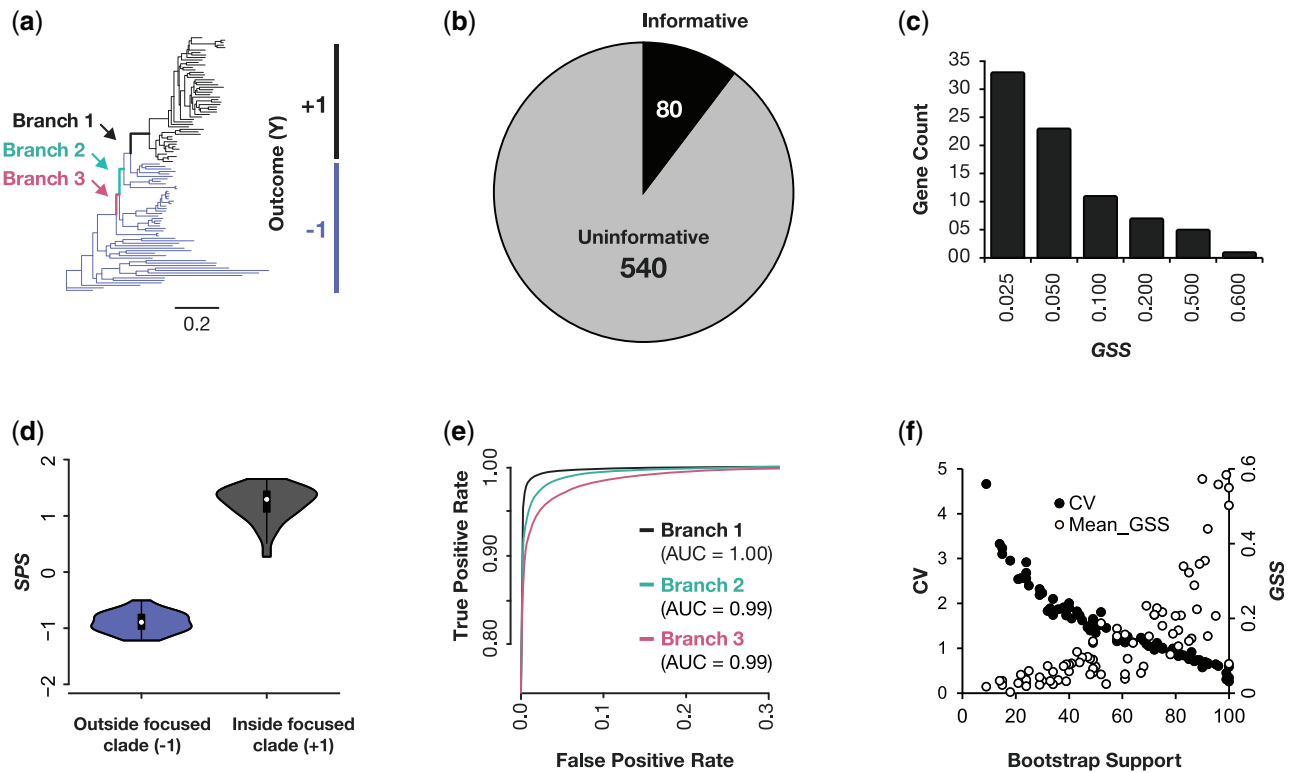 (a)
Branch 1
Branch 2
Branch 3
+1
-1
Outcome (Y)
0.2
(b)
Informative
80
Uninformative
540
(c)
Gene Count
35
30
25
20
15
10
05
00
0.025
0.050
0.100
0.200
0.500
0.600
GSS
(d)
SPS
2
1
0
−1
−2
Outside focused
clade (-1)
Inside focused
clade (+1)
(e)
True Positive Rate
1.00
0.90
0.80
Branch 1
(AUC = 1.00)
Branch 2
(AUC = 0.99)
Branch 3
(AUC = 0.99)
0.0
0.1
0.2
0.3
False Positive Rate
(f)
CV
5
4
3
2
1
0
CV
Mean_GSS
0.6
0.4
0.2
0
GSS
0
20
40
60
80
100
Bootstrap Support